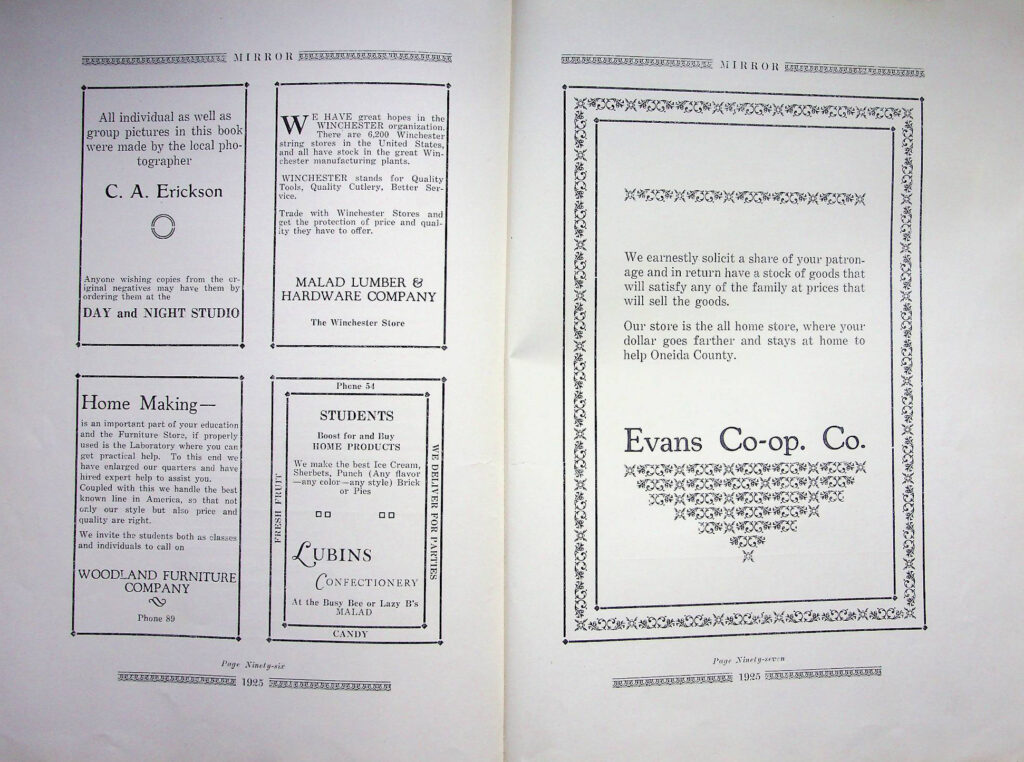 MIRROR
All individual as well as
group pictures in this book
were made by the local pho-
tographer
C. A. Erickson
Anyone wishing copies from the or-
iginal negatives may have them by
ordering them at the
DAY and NIGHT STUDIO
WE HAVE great hopes in the
WINCHESTER organization.
There are 6,200 Winchester
string stores in the United States,
and all have stock in the great Win-
chester manufacturing plants.
WINCHESTER stands for Quality
Tools, Quality Cutlery, Better Ser-
vice.
Trade with Winchester Stores and
get the protection of price and qual-
ity they have to offer.
MALAD LUMBER &
HARDWARE COMPANY
The Winchester Store
Home Making—
is an important part of your education
and the Furniture Store, if properly
used is the Laboratory where you can
get practical help. To this end we
have enlarged our quarters and have
hired expert help to assist you.
Coupled with this we handle the best
known line in America, so that not
only our style but also price and
quality are right.
We invite the students both as classes
and individuals to call on
WOODLAND FURNITURE
COMPANY
Phone 89
Phone 54
FRESH FRUIT
STUDENTS
Boost for and Buy
HOME PRODUCTS
We make the best Ice Cream,
Sherbets, Punch (Any flavor
—any color—any style) Brick
or Pies
LUBINS
CONFECTIONERY
At the Busy Bee or Lazy B's
MALAD
WE DELIVER FOR PARTIES
CANDY
Page Ninety-six
1925
MIRROR
We earnestly solicit a share of your patron-
age and in return have a stock of goods that
will satisfy any of the family at prices that
will sell the goods.
Our store is the all home store, where your
dollar goes farther and stays at home to
help Oneida County.
Evans Co-op. Co.
Page Ninety-seven
1925